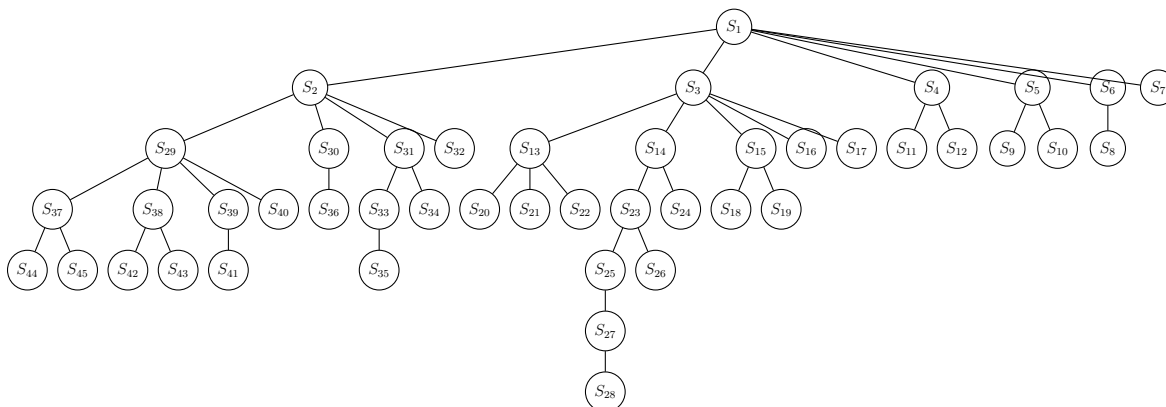 S1
S2 S3 S4 S5 S6 S7
S29 S30 S31 S32 S13 S14 S15 S16 S17 S11 S12 S9 S10 S8
S37 S38 S39 S40 S36 S33 S34 S20 S21 S22 S23 S24 S18 S19
S44 S45 S42 S43 S41 S35 S25 S26
S27
S28